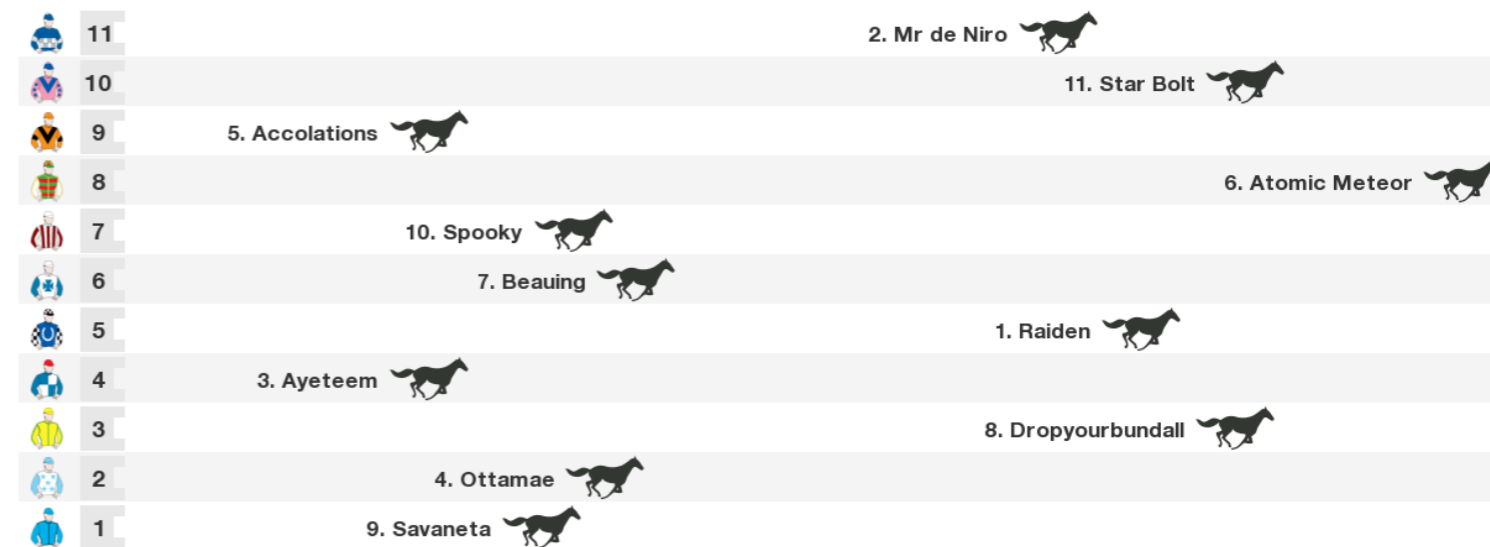 11 2. Mr de Niro
10 11. Star Bolt
9 5. Accolations
8 6. Atomic Meteor
7 10. Spooky
6 7. Beauing
5 1. Raiden
4 3. Ayeteem
3 8. Dropyourbundall
2 4. Ottamae
1 9. Savaneta